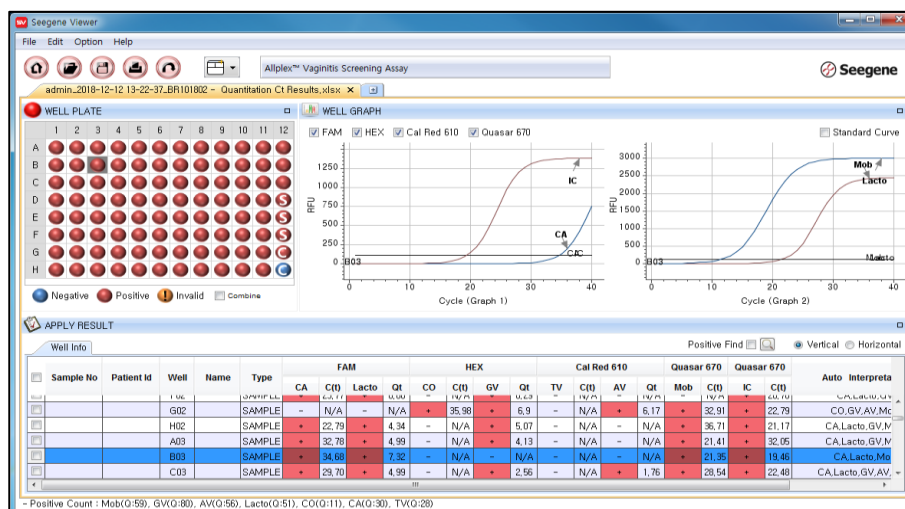 Seegene Viewer
File Edit Option Help
Allplex™ Vaginitis Screening Assay
Seegene
admin_2018-12-12 13-22-37_BR101802 - Quantitation Ct Results,xlsx
WELL PLATE
1 2 3 4 5 6 7 8 9 10 11 12
A
B
C
D S
E S
F S
G C
H C
Negative Positive Invalid Combine
WELL GRAPH
FAM HEX Cal Red 610 Quasar 670 Standard Curve
RFU
1250
1000
750
500
250
0
0 10 20 30 40
Cycle (Graph 1)
IC
CA
B03
RFU
3000
2500
2000
1500
1000
500
0
0 10 20 30 40
Cycle (Graph 2)
Mob
Lacto
B03
APPLY RESULT
Well Info
Positive Find Vertical Horizontal
Sample No Patient Id Well Name Type FAM HEX Cal Red 610 Quasar 670 Quasar 670 Auto Interpreta
CA C(t) Lacto Qt CO C(t) GV Qt TV C(t) AV Qt Mob C(t) IC C(t)
G02 SAMPLE - N/A - N/A + 35,98 + 6,9 - N/A + 6,17 + 32,91 + 22,79 CO,GV,AV,Mo
H02 SAMPLE + 22,79 + 4,34 - N/A + 5,07 - N/A - N/A + 36,71 + 21,17 CA,Lacto,GV,M
A03 SAMPLE + 32,78 + 4,99 - N/A + 4,13 - N/A - N/A + 21,41 + 32,05 CA,Lacto,GV,M
B03 SAMPLE + 34,68 + 7,32 - N/A - N/A - N/A - N/A + 21,35 + 19,46 CA,Lacto,Mo
C03 SAMPLE + 29,70 + 4,99 - N/A + 2,56 - N/A + 1,76 + 28,54 + 22,48 CA,Lacto,GV,AV,
- Positive Count : Mob(Q:59), GV(Q:80), AV(Q:56), Lacto(Q:51), CO(Q:11), CA(Q:30), TV(Q:28)